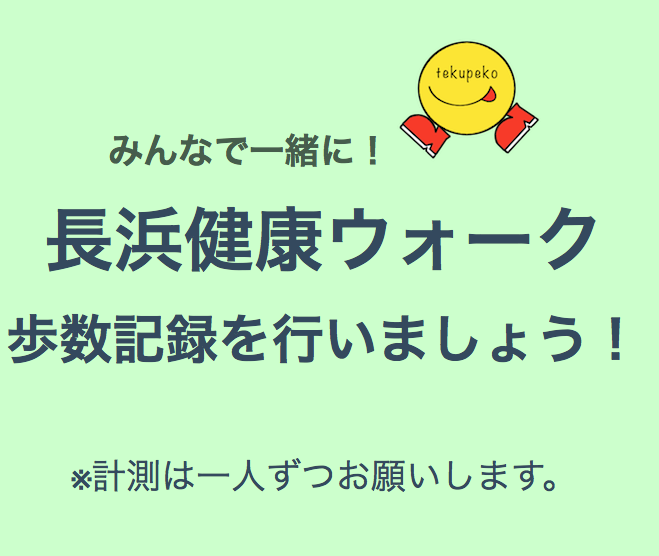 tekupeko
みんなで一緒に！
長浜健康ウォーク
歩数記録を行いましょう！
※計測は一人ずつお願いします。